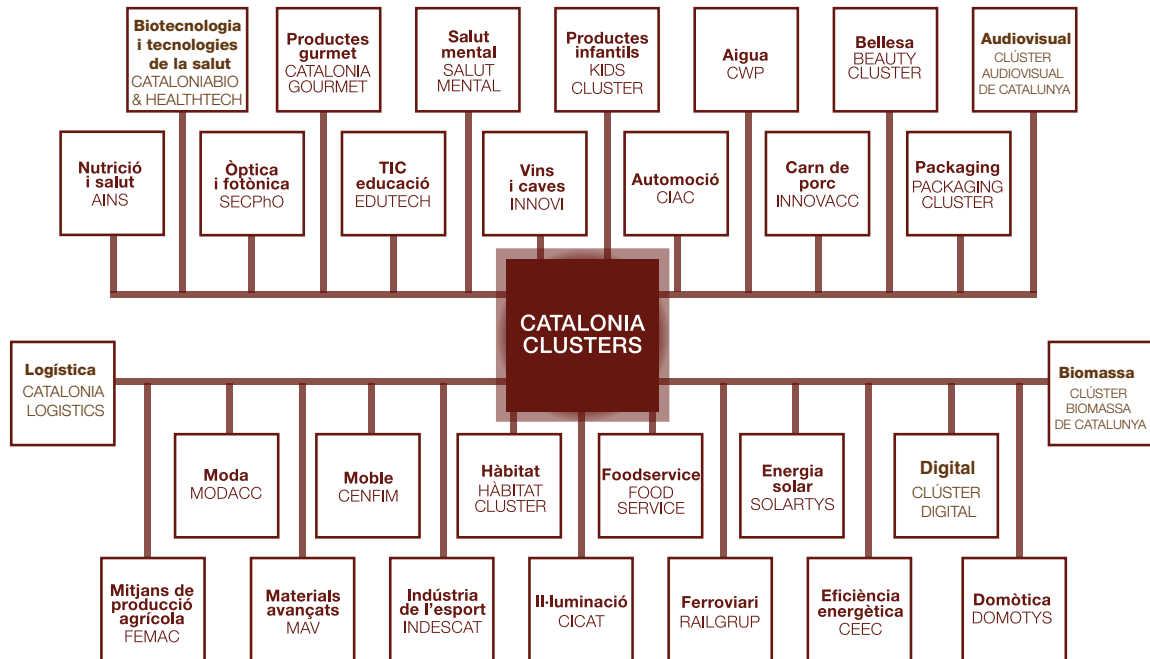 Biotecnologia
i tecnologies
de la salut
CATALONIABIO
& HEALTHTECH
Productes
gurmet
CATALONIA
GOURMET
Salut
mental
SALUT
MENTAL
Productes
infantils
KIDS
CLUSTER
Aigua
CWP
Bellesa
BEAUTY
CLUSTER
Audiovisual
CLÚSTER
AUDIOVISUAL
DE CATALUNYA
Nutrició
i salut
AINS
Òptica
i fotònica
SECPhO
TIC
educació
EDUTECH
Vins
i caves
INNOVI
Automoció
CIAC
Carn de
porc
INNOVACC
Packaging
PACKAGING
CLUSTER
CATALONIA
CLUSTERS
Logística
CATALONIA
LOGISTICS
Biomassa
CLÚSTER
BIOMASSA
DE CATALUNYA
Moda
MODACC
Moble
CENFIM
Hàbitat
HÀBITAT
CLUSTER
Foodservice
FOOD
SERVICE
Energia
solar
SOLARTYS
Digital
CLÚSTER
DIGITAL
Mitjans de
producció
agrícola
FEMAC
Materials
avançats
MAV
Indústria
de l'esport
INDESCAT
Il·luminació
CICAT
Ferroviari
RAILGRUP
Eficiència
energètica
CEEC
Domòtica
DOMOTYS